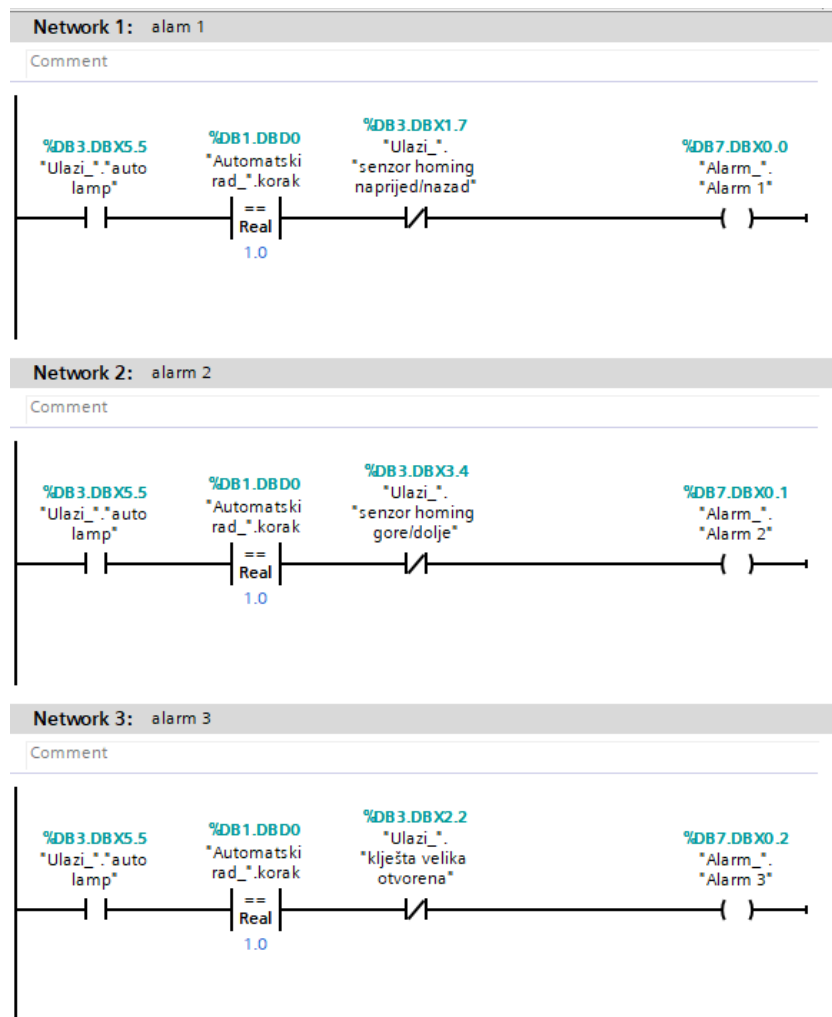 Network 1: alam 1
Comment
%DB3.DBX5.5
"Ulazi_"."auto
lamp"
%DB1.DBD0
"Automatski
rad_".korak
==
Real
1.0
%DB3.DBX1.7
"Ulazi_".
"senzor homing
naprijed/nazad"
%DB7.DBX0.0
"Alarm_".
"Alarm 1"
Network 2: alarm 2
Comment
%DB3.DBX5.5
"Ulazi_"."auto
lamp"
%DB1.DBD0
"Automatski
rad_".korak
==
Real
1.0
%DB3.DBX3.4
"Ulazi_".
"senzor homing
gore/dolje"
%DB7.DBX0.1
"Alarm_".
"Alarm 2"
Network 3: alarm 3
Comment
%DB3.DBX5.5
"Ulazi_"."auto
lamp"
%DB1.DBD0
"Automatski
rad_".korak
==
Real
1.0
%DB3.DBX2.2
"Ulazi_".
"klješta velika
otvorena"
%DB7.DBX0.2
"Alarm_".
"Alarm 3"